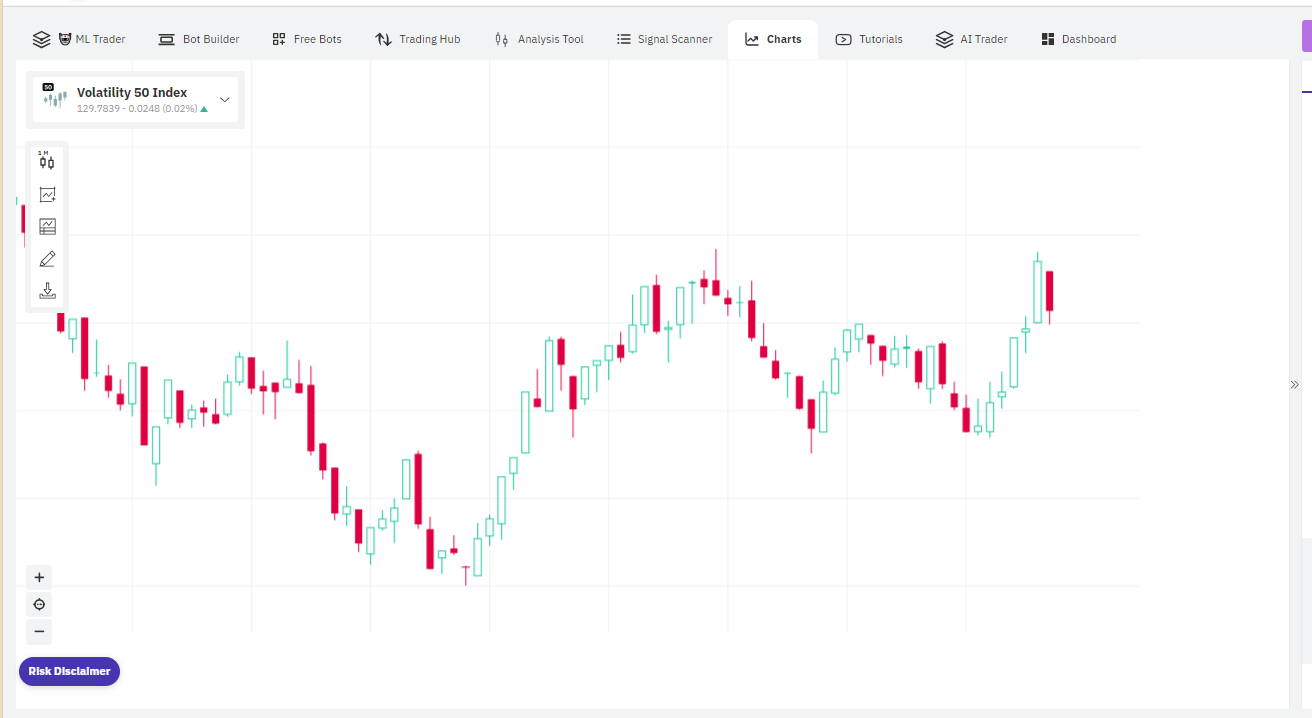 ML Trader
Bot Builder
Free Bots
Trading Hub
Analysis Tool
Signal Scanner
Charts
Tutorials
AI Trader
Dashboard
50
Volatility 50 Index
129.7839 - 0.0248 (0.02%)
1 M
Risk Disclaimer